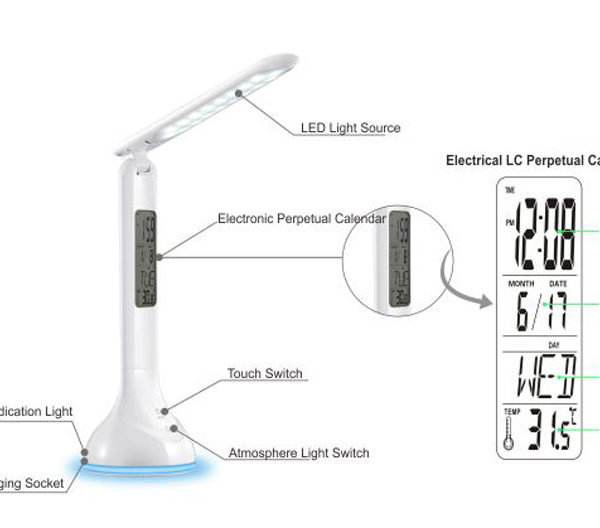 LED Light Source
Electrical LC Perpetual Ca
Electronic Perpetual Calendar
TIME
PM 12:08
MONTH DATE
6/17
DAY
WED
TEMP 31.5 ℃
Touch Switch
dication Light
Atmosphere Light Switch
ging Socket